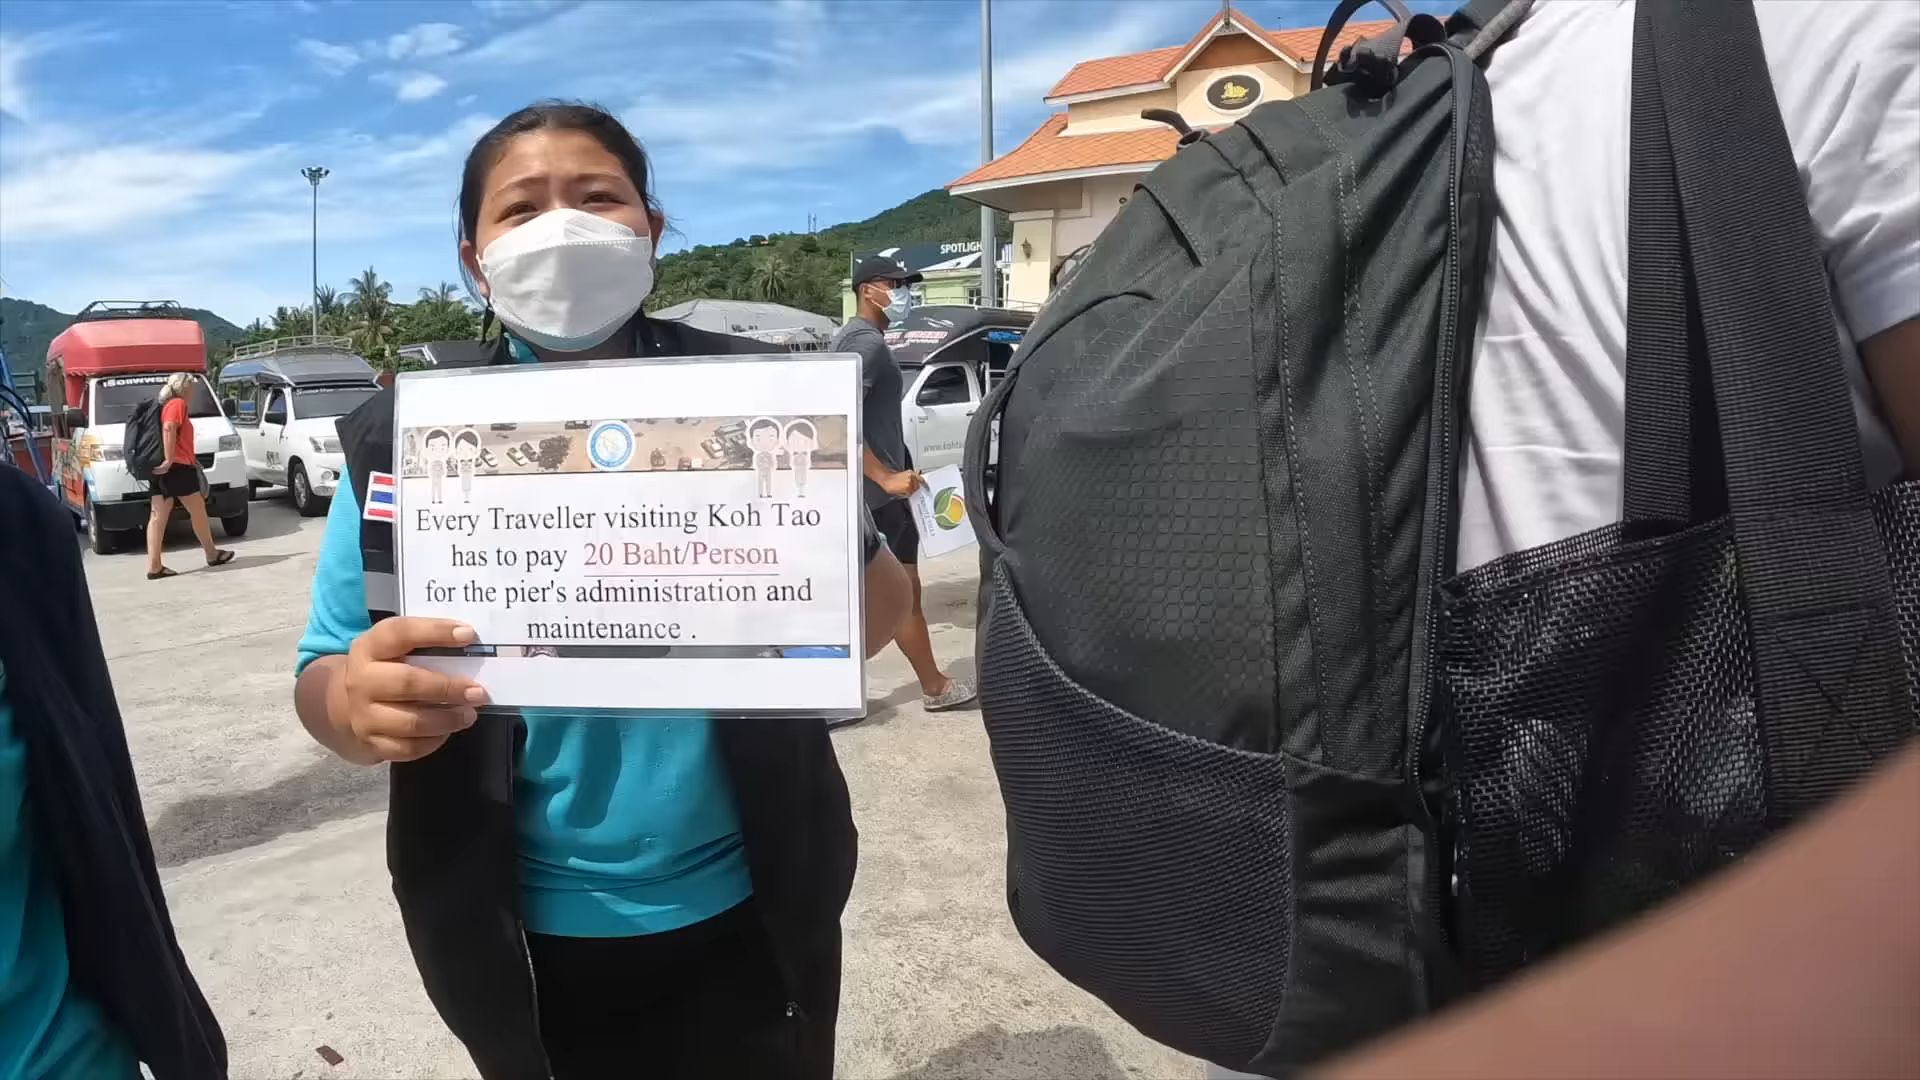 SPOTLIGH
Every Traveller visiting Koh Tao
has to pay 20 Baht/Person
for the pier's administration and
maintenance .